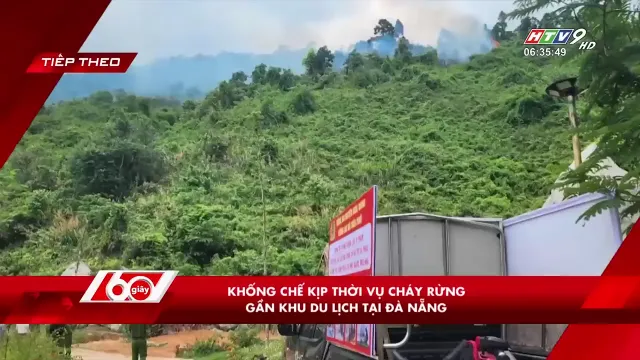 TIẾP THEO
HTV9 HD
06:35:49
60 giây
KHỐNG CHẾ KỊP THỜI VỤ CHÁY RỪNG
GẦN KHU DU LỊCH TẠI ĐÀ NẴNG